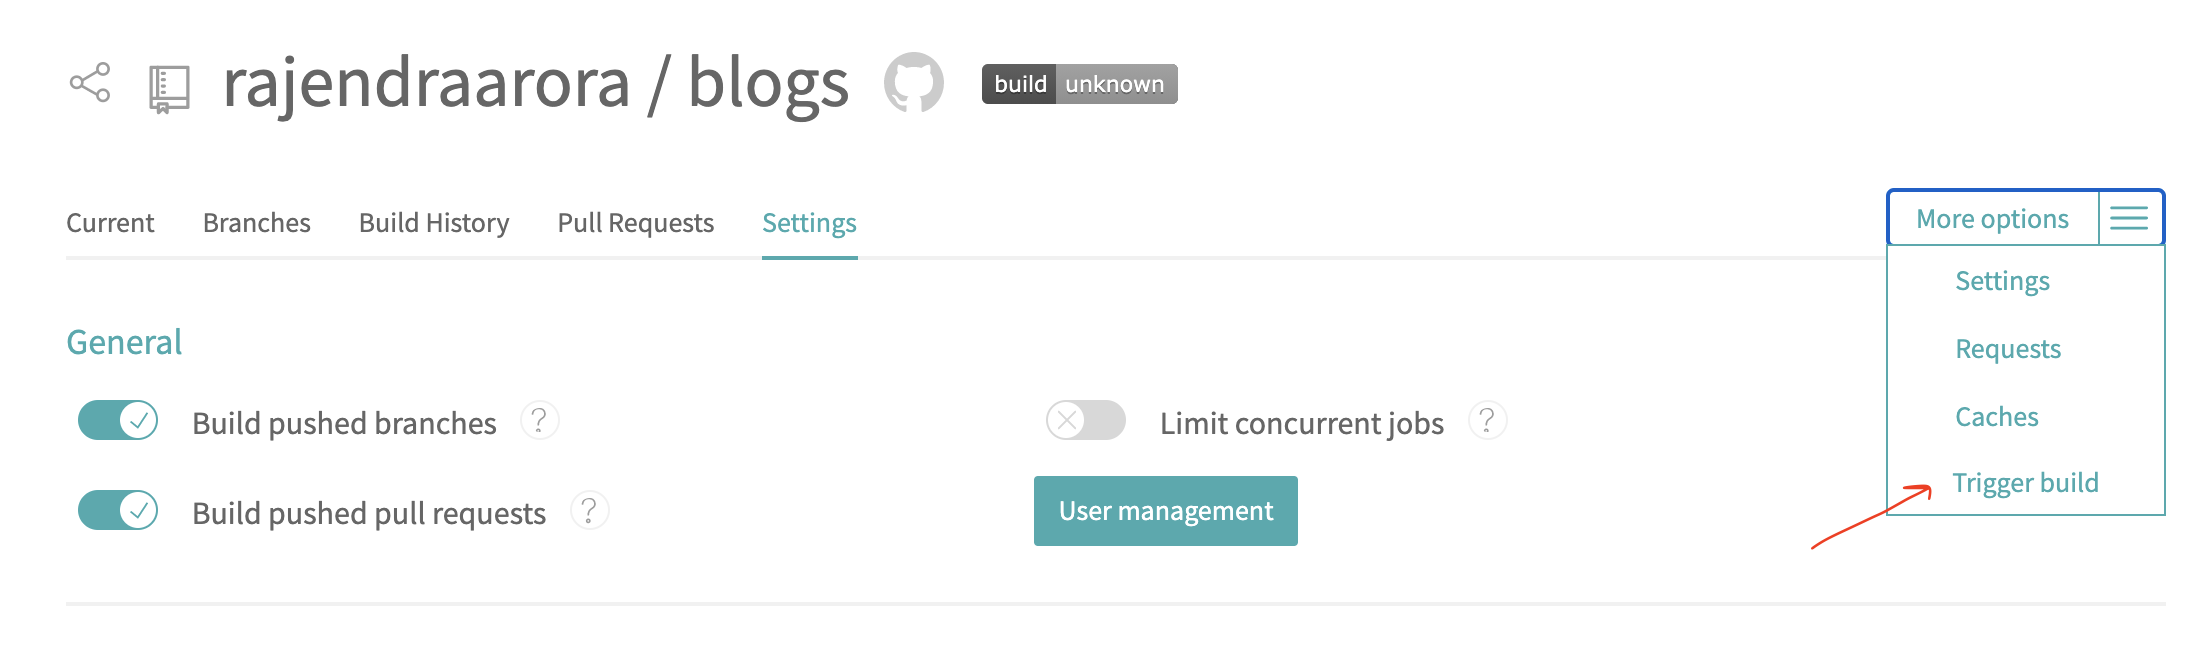 rajendraarora / blogs
build unknown
Current Branches Build History Pull Requests Settings
More options
Settings
Requests
Caches
Trigger build
General
Build pushed branches ?
Limit concurrent jobs ?
Build pushed pull requests ?
User management